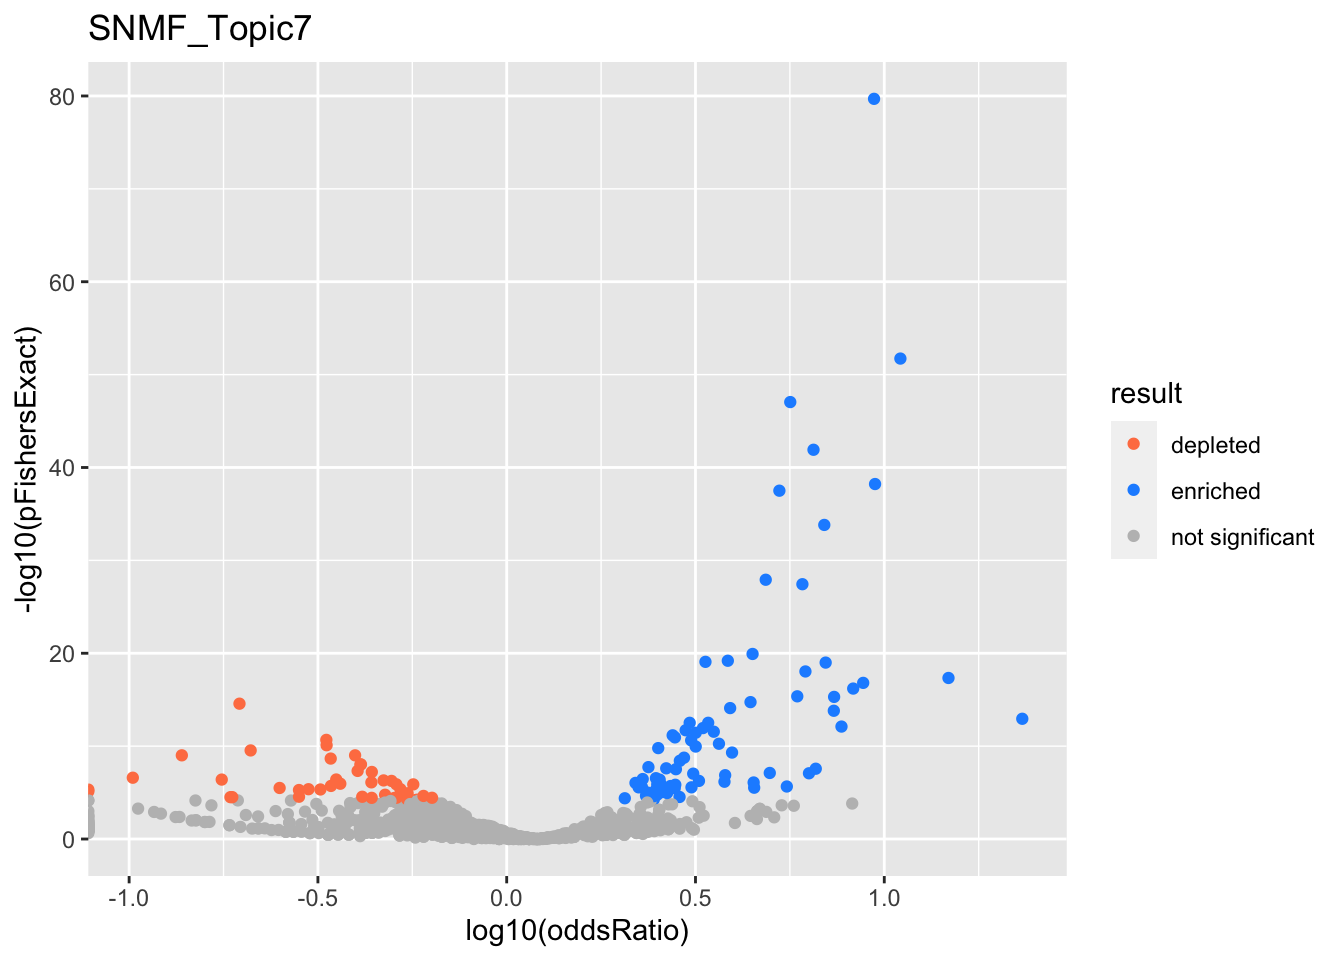 SNMF_Topic7
80
60
40
20
0
-log10(pFishersExact)
-1.0
-0.5
0.0
0.5
1.0
log10(oddsRatio)
result
depleted
enriched
not significant